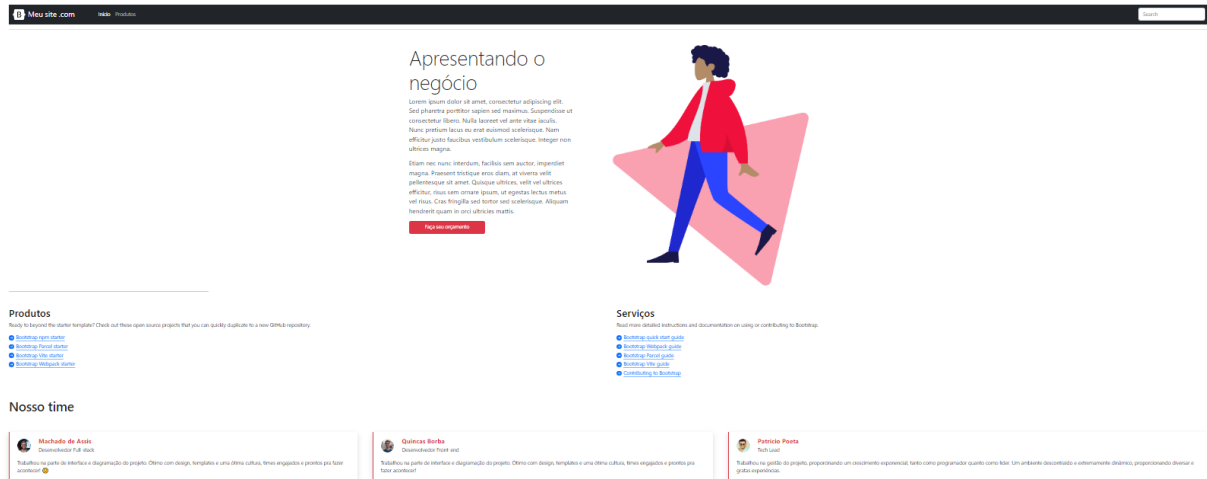 B Meu site .com
Início Produtos
Search
Apresentando o
negócio
Lorem ipsum dolor sit amet, consectetur adipiscing elit.
Sed pharetra porttitor sapien sed maximus. Suspendisse ut
consectetur libero. Nulla laoreet vel ante vitae iaculis.
Nunc pretium lacus eu erat euismod scelerisque. Nam
efficitur justo faucibus vestibulum scelerisque. Integer non
ultrices magna.
Etiam nec nunc interdum, facilisis sem auctor, imperdiet
magna. Praesent tristique eros diam, at viverra velit
pellentesque sit amet. Quisque ultrices, velit vel ultrices
efficitur, risus sem ornare ipsum, ut egestas lectus metus
vel risus. Cras fringilla sed tortor sed scelerisque. Aliquam
hendrerit quam in orci ultricies mattis.
Faça seu orçamento
Produtos
Ready to beyond the starter template? Check out these open source projects that you can quickly duplicate to a new GitHub repository.
Bootstrap npm starter
Bootstrap Parcel starter
Bootstrap Vite starter
Bootstrap Webpack starter
Serviços
Read more detailed instructions and documentation on using or contributing to Bootstrap.
Bootstrap quick start guide
Bootstrap Webpack guide
Bootstrap Parcel guide
Bootstrap Vite guide
Contributing to Bootstrap
Nosso time
Machado de Assis
Desenvolvedor Full stack
Trabalhou na parte de interface e diagramação do projeto. Ótimo com design, templates e uma ótima cultura, times engajados e prontos pra fazer
acontecer!
Quincas Borba
Desenvolvedor Front-end
Trabalhou na parte de interface e diagramação do projeto. Ótimo com design, templates e uma ótima cultura, times engajados e prontos pra
fazer acontecer!
Patricio Poeta
Tech Lead
Trabalhou na gestão do projeto, proporcionando um crescimento exponencial, tanto como programador quanto como líder. Um ambiente descontraído e extremamente dinâmico, proporcionando diversas e
gratas experiências.